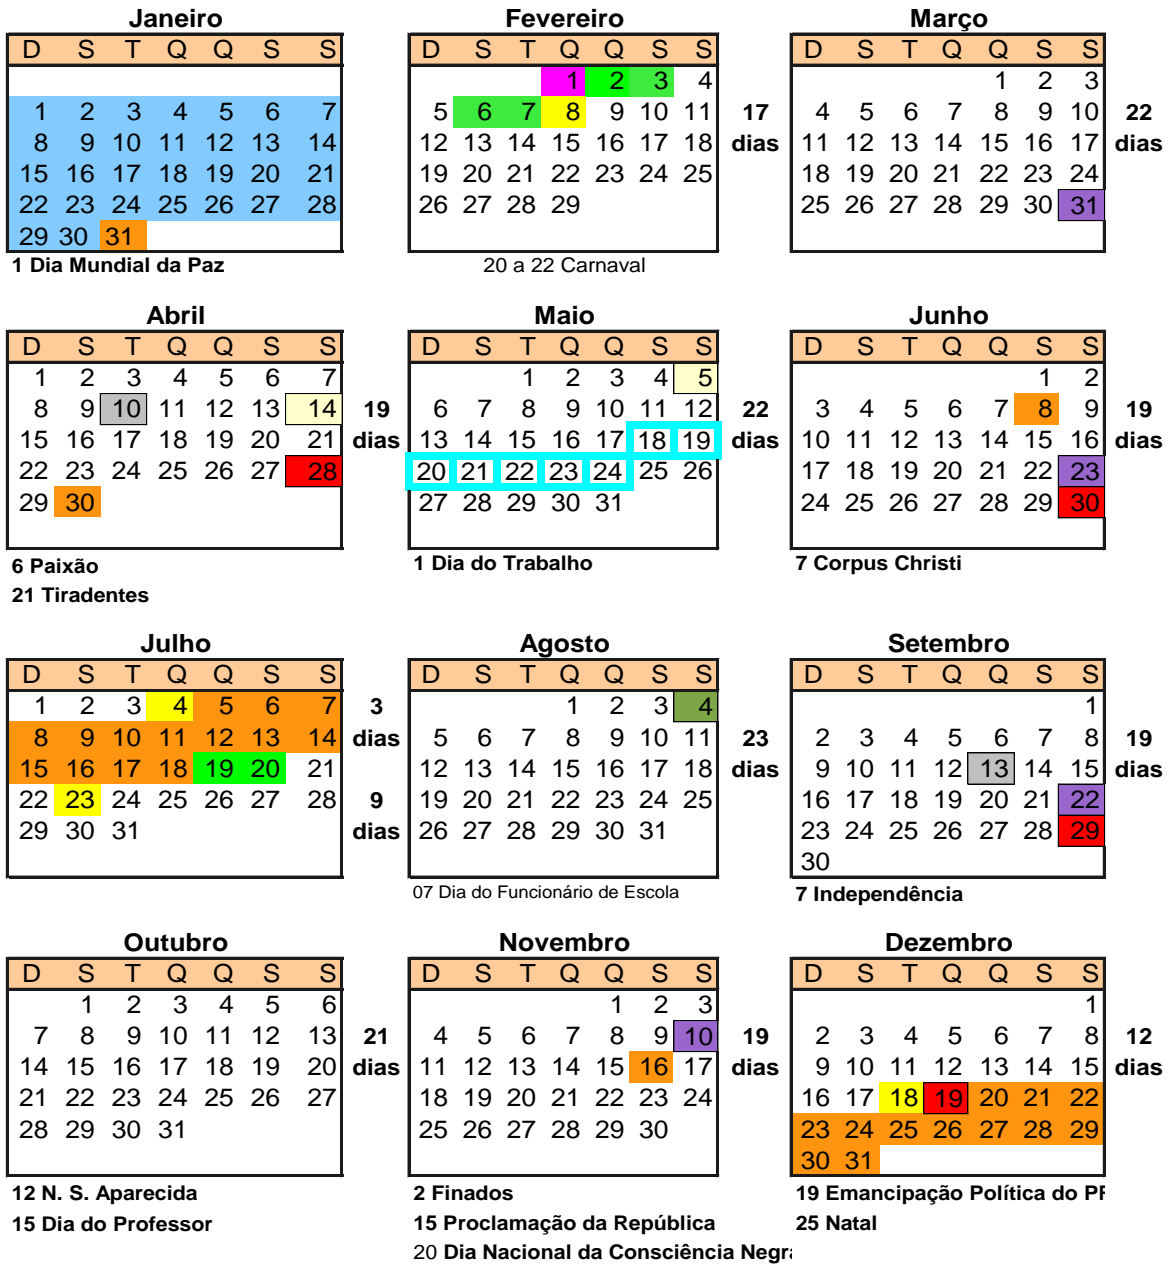 Janeiro Fevereiro Março
D S T Q Q S S D S T Q Q S S D S T Q Q S S
1 2 3 4 1 2 3
1 2 3 4 5 6 7 5 6 7 8 9 10 11 17 4 5 6 7 8 9 10 22
8 9 10 11 12 13 14 12 13 14 15 16 17 18 dias 11 12 13 14 15 16 17 dias
15 16 17 18 19 20 21 19 20 21 22 23 24 25 18 19 20 21 22 23 24
22 23 24 25 26 27 28 26 27 28 29 25 26 27 28 29 30 31
29 30 31
1 Dia Mundial da Paz 20 a 22 Carnaval
Abril Maio Junho
D S T Q Q S S D S T Q Q S S D S T Q Q S S
1 2 3 4 5 6 7 1 2 3 4 5 1 2
8 9 10 11 12 13 14 19 6 7 8 9 10 11 12 22 3 4 5 6 7 8 9 19
15 16 17 18 19 20 21 dias 13 14 15 16 17 18 19 dias 10 11 12 13 14 15 16 dias
22 23 24 25 26 27 28 20 21 22 23 24 25 26 17 18 19 20 21 22 23
29 30 27 28 29 30 31 24 25 26 27 28 29 30
6 Paixão 1 Dia do Trabalho 7 Corpus Christi
21 Tiradentes
Julho Agosto Setembro
D S T Q Q S S D S T Q Q S S D S T Q Q S S
1 2 3 4 5 6 7 3 1 2 3 4 1
8 9 10 11 12 13 14 dias 5 6 7 8 9 10 11 23 2 3 4 5 6 7 8 19
15 16 17 18 19 20 21 12 13 14 15 16 17 18 dias 9 10 11 12 13 14 15 dias
22 23 24 25 26 27 28 9 19 20 21 22 23 24 25 16 17 18 19 20 21 22
29 30 31 dias 26 27 28 29 30 31 23 24 25 26 27 28 29
30
07 Dia do Funcionário de Escola 7 Independência
Outubro Novembro Dezembro
D S T Q Q S S D S T Q Q S S D S T Q Q S S
1 2 3 4 5 6 1 2 3 1
7 8 9 10 11 12 13 21 4 5 6 7 8 9 10 19 2 3 4 5 6 7 8 12
14 15 16 17 18 19 20 dias 11 12 13 14 15 16 17 dias 9 10 11 12 13 14 15 dias
21 22 23 24 25 26 27 18 19 20 21 22 23 24 16 17 18 19 20 21 22
28 29 30 31 25 26 27 28 29 30 23 24 25 26 27 28 29
30 31
12 N. S. Aparecida 2 Finados 19 Emancipação Política do
15 Dia do Professor 15 Proclamação da República 25 Natal
20 Dia Nacional da Consciência